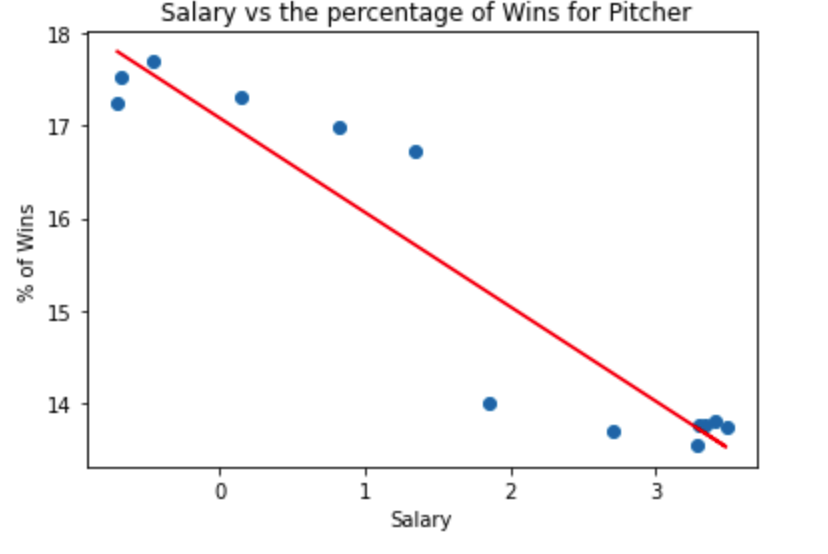 Salary vs the percentage of Wins for Pitcher
18
17
16
15
14
% of Wins
0 1 2 3
Salary